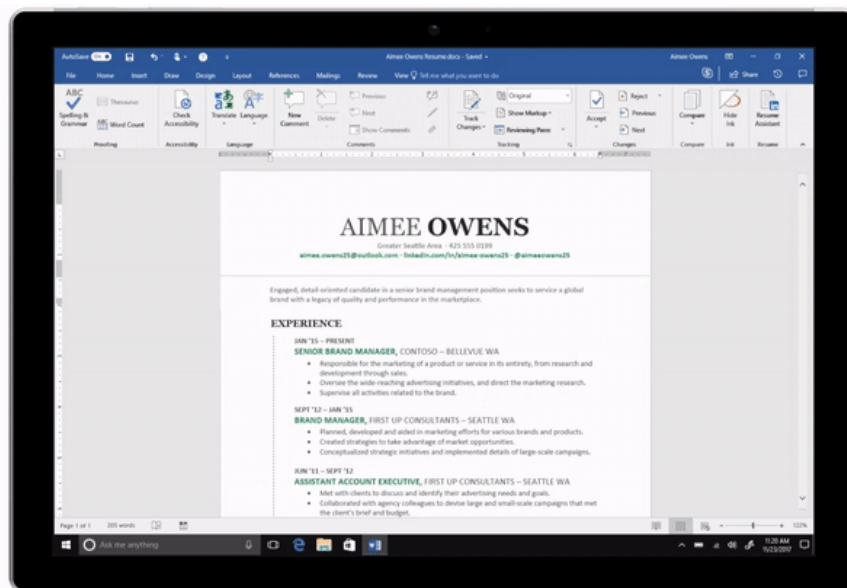 AutoSave On Aimee Owens Resume.docx - Saved Aimee Owens
File Home Insert Draw Design Layout References Mailings Review View Tell me what you want to do Share
ABC
Spelling & Grammar
Thesaurus
Word Count
Check Accessibility
Translate Language
New Comment
Delete
Previous
Next
Show Comments
Track Changes
Original
Show Markup
Reviewing Pane
Accept
Reject
Previous
Next
Compare
Hide Ink
Resume Assistant
Proofing Accessibility Language Comments Tracking Changes Compare Ink Resume
AIMEE OWENS
Greater Seattle Area · 425 555 0199
aimee.owens25@outlook.com · linkedin.com/in/aimee-owens25 · @aimeeowens25
Engaged, detail-oriented candidate in a senior brand management position seeks to service a global
brand with a legacy of quality and performance in the marketplace.
EXPERIENCE
JAN '15 – PRESENT
SENIOR BRAND MANAGER, CONTOSO – BELLEVUE WA
• Responsible for the marketing of a product or service in its entirety, from research and
development through sales.
• Oversee the wide-reaching advertising initiatives, and direct the marketing research.
• Supervise all activities related to the brand.
SEPT '12 – JAN '15
BRAND MANAGER, FIRST UP CONSULTANTS – SEATTLE WA
• Planned, developed and aided in marketing efforts for various brands and products.
• Created strategies to take advantage of market opportunities.
• Conceptualized strategic initiatives and implemented details of large-scale campaigns.
JUN '11 – SEPT '12
ASSISTANT ACCOUNT EXECUTIVE, FIRST UP CONSULTANTS – SEATTLE WA
• Met with clients to discuss and identify their advertising needs and goals.
• Collaborated with agency colleagues to devise large and small-scale campaigns that met
the client's brief and budget.
Page 1 of 1 205 words 122%
Ask me anything 11:20 AM
11/23/2017